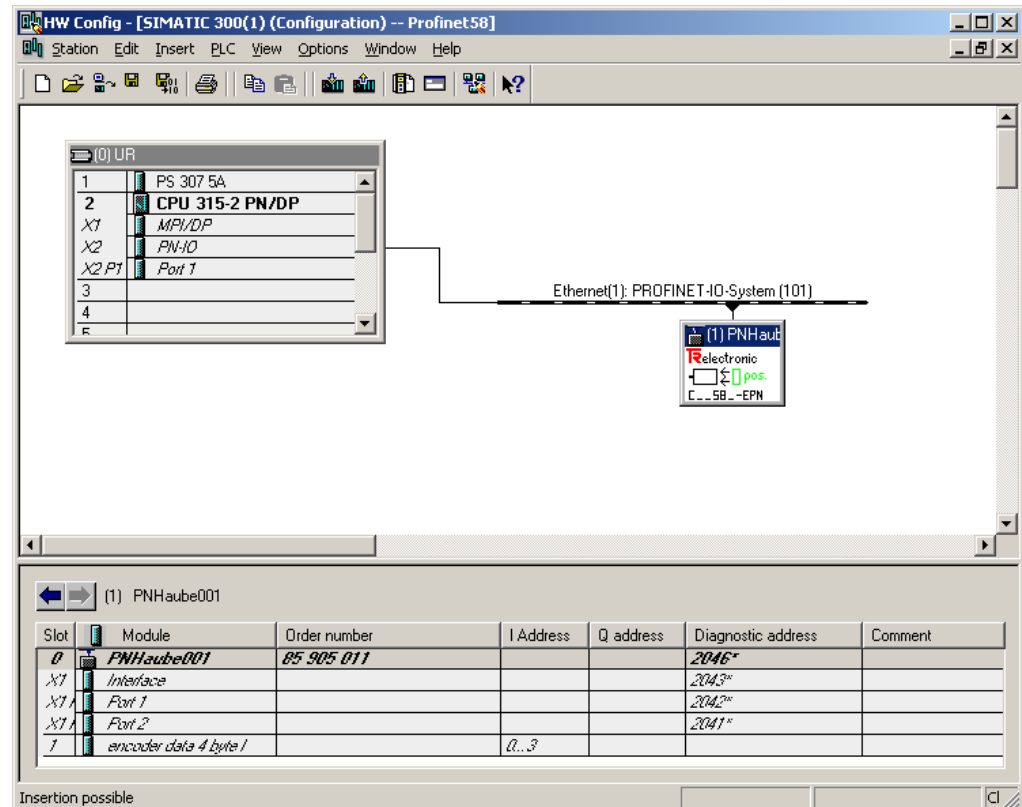 HW Config - [SIMATIC 300(1) (Configuration) -- Profinet58]
Station Edit Insert PLC View Options Window Help
(0) UR
1 PS 307 5A
2 CPU 315-2 PN/DP
X1 MPI/DP
X2 PN-IO
X2 P1 Port 1
3
4
5
Ethernet(1): PROFINET-IO-System (101)
(1) PNHaub
TRelectronic
pos.
C__58_-EPN
(1) PNHaube001
Slot Module Order number I Address Q address Diagnostic address Comment
0 PNHaube001 85 905 011 2046*
X1 Interface 2043*
X1 Port 1 2042*
X1 Port 2 2041*
1 encoder data 4 byte I 0...3
Insertion possible